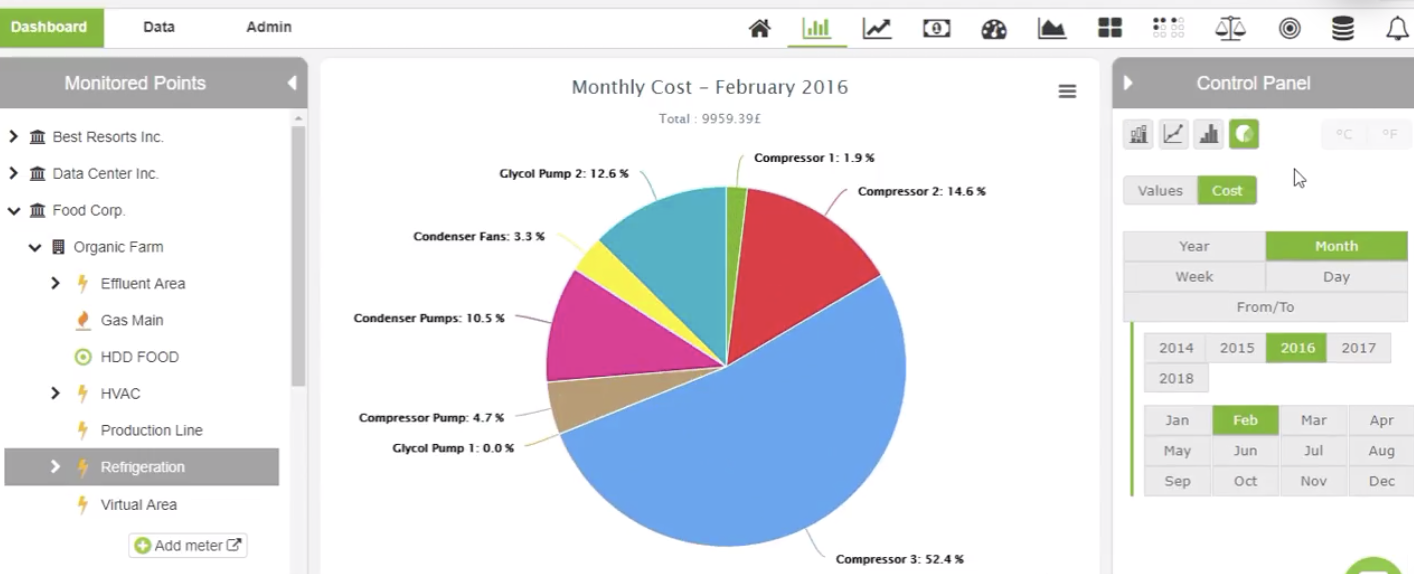 Dashboard Data Admin
Monitored Points
Best Resorts Inc.
Data Center Inc.
Food Corp.
Organic Farm
Effluent Area
Gas Main
HDD FOOD
HVAC
Production Line
Refrigeration
Virtual Area
Add meter
Monthly Cost - February 2016
Total : 9959.39£
Compressor 1: 1.9 %
Compressor 2: 14.6 %
Glycol Pump 2: 12.6 %
Condenser Fans: 3.3 %
Condenser Pumps: 10.5 %
Compressor Pump: 4.7 %
Glycol Pump 1: 0.0 %
Compressor 3: 52.4 %
Control Panel
°C °F
Values Cost
Year Month
Week Day
From/To
2014 2015 2016 2017
2018
Jan Feb Mar Apr
May Jun Jul Aug
Sep Oct Nov Dec